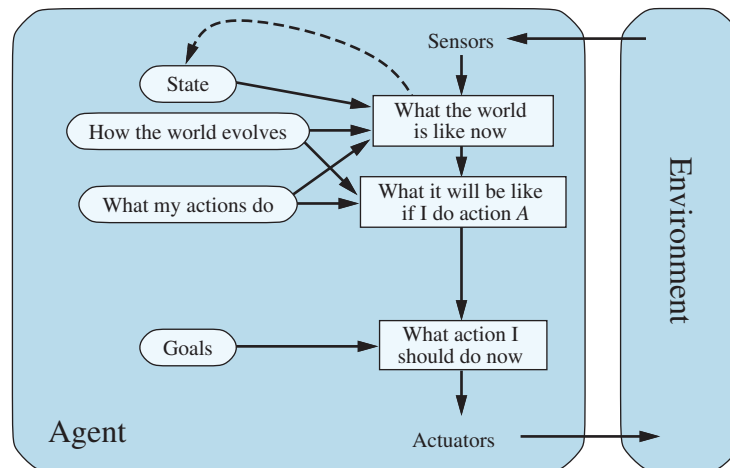 Sensors
State
What the world
is like now
How the world evolves
What my actions do
What it will be like
if I do action A
Goals
What action I
should do now
Agent
Actuators
Environment